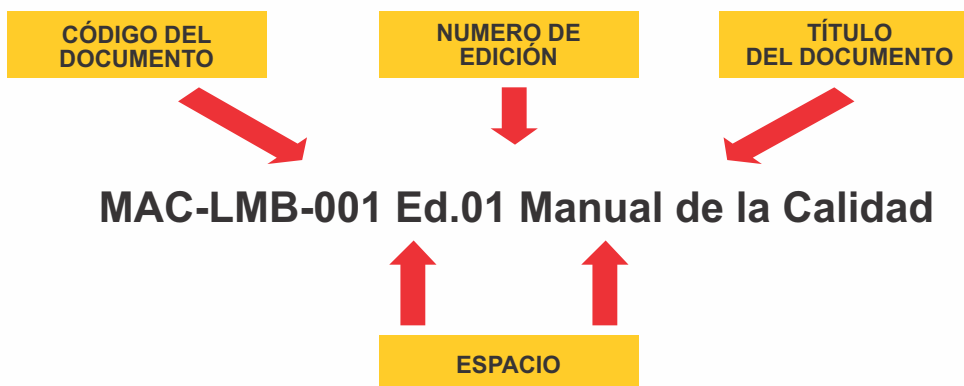 CÓDIGO DEL
DOCUMENTO
NUMERO DE
EDICIÓN
TÍTULO
DEL DOCUMENTO
MAC-LMB-001 Ed.01 Manual de la Calidad
ESPACIO